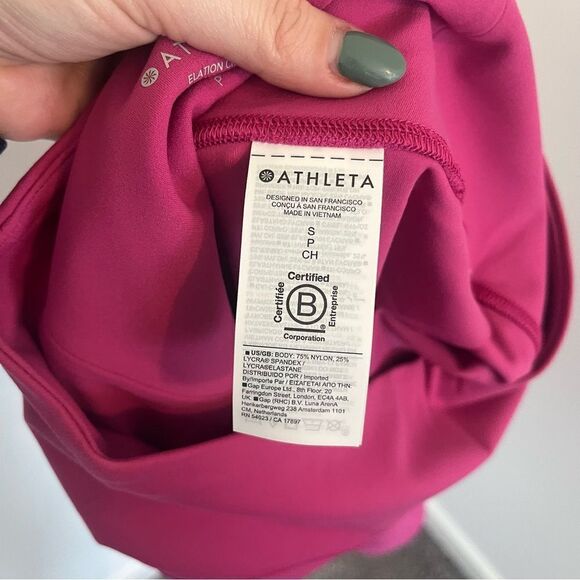 ATH
ELATION
P
ATHLETA
DESIGNED IN SAN FRANCISCO
CONÇU À SAN FRANCISCO
MADE IN VIETNAM
S
P
CH
Certified
Certifiée
B
Entreprise
Corporation
US/GB: BODY: 75% NYLON, 25%
LYCRA® SPANDEX /
LYCRA®ELASTANE
DISTRIBUIDO POR / Imported
By/Importe Par / ΕΙΣΑΓΕΤΑΙ ΑΠΟ ΤΗΝ:
Gap Europe Ltd., 8th Floor, 20
Farringdon Street, London, EC4A 4AB,
UK Gap (RHC) B.V. Luna ArenA
Herikerbergweg 238 Amsterdam 1101
CM, Netherlands
RN 54023 / CA 17897